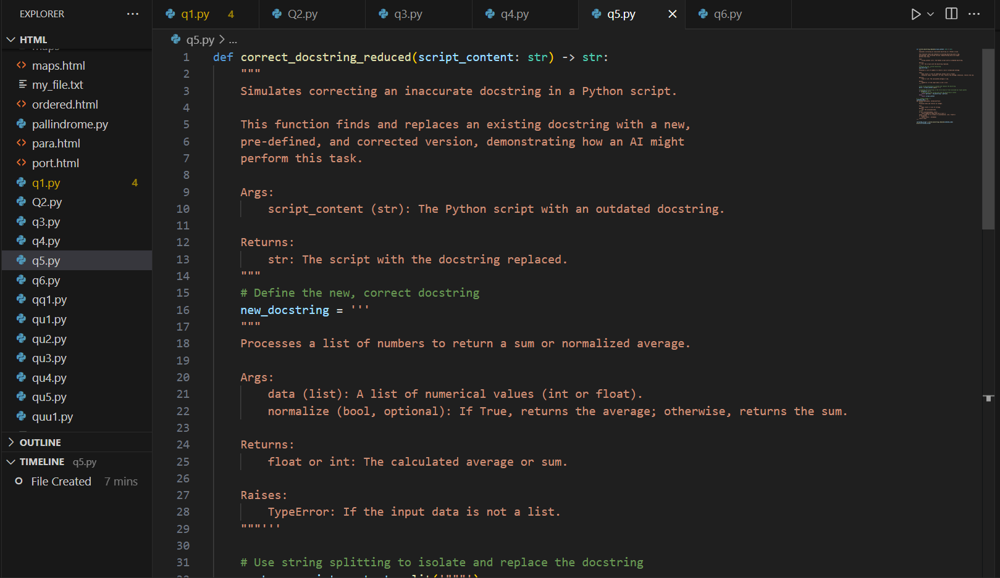 EXPLORER
HTML
maps.html
my_file.txt
ordered.html
pallindrome.py
para.html
port.html
q1.py 4
Q2.py
q3.py
q4.py
q5.py
q6.py
qq1.py
qu1.py
qu2.py
qu3.py
qu4.py
qu5.py
quu1.py
OUTLINE
TIMELINE q5.py
File Created 7 mins
q1.py 4
Q2.py
q3.py
q4.py
q5.py
q6.py
q5.py > ...
1 def correct_docstring_reduced(script_content: str) -> str:
2 """
3 Simulates correcting an inaccurate docstring in a Python script.
4
5 This function finds and replaces an existing docstring with a new,
6 pre-defined, and corrected version, demonstrating how an AI might
7 perform this task.
8
9 Args:
10 script_content (str): The Python script with an outdated docstring.
11
12 Returns:
13 str: The script with the docstring replaced.
14 """
15 # Define the new, correct docstring
16 new_docstring = '''
17 """
18 Processes a list of numbers to return a sum or normalized average.
19
20 Args:
21 data (list): A list of numerical values (int or float).
22 normalize (bool, optional): If True, returns the average; otherwise, returns the sum.
23
24 Returns:
25 float or int: The calculated average or sum.
26
27 Raises:
28 TypeError: If the input data is not a list.
29 """'''
30
31 # Use string splitting to isolate and replace the docstring